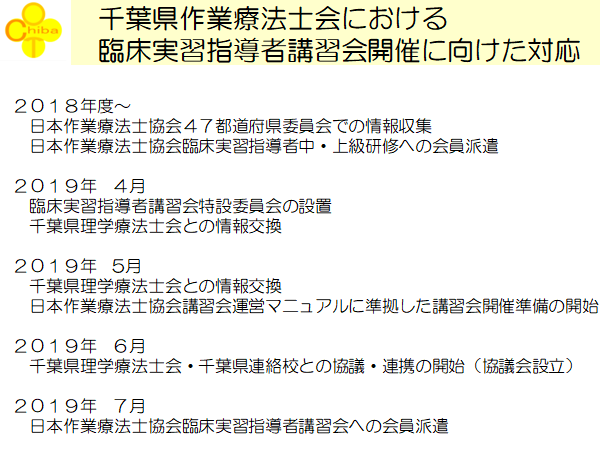 Chiba
OT
千葉県作業療法士会における
臨床実習指導者講習会開催に向けた対応
２０１８年度～
日本作業療法士協会４７都道府県委員会での情報収集
日本作業療法士協会臨床実習指導者中・上級研修への会員派遣
２０１９年　４月
臨床実習指導者講習会特設委員会の設置
千葉県理学療法士会との情報交換
２０１９年　5月
千葉県理学療法士会との情報交換
日本作業療法士協会講習会運営マニュアルに準拠した講習会開催準備の開始
２０１９年　６月
千葉県理学療法士会・千葉県連絡校との協議・連携の開始（協議会設立）
２０１９年　７月
日本作業療法士協会臨床実習指導者講習会への会員派遣